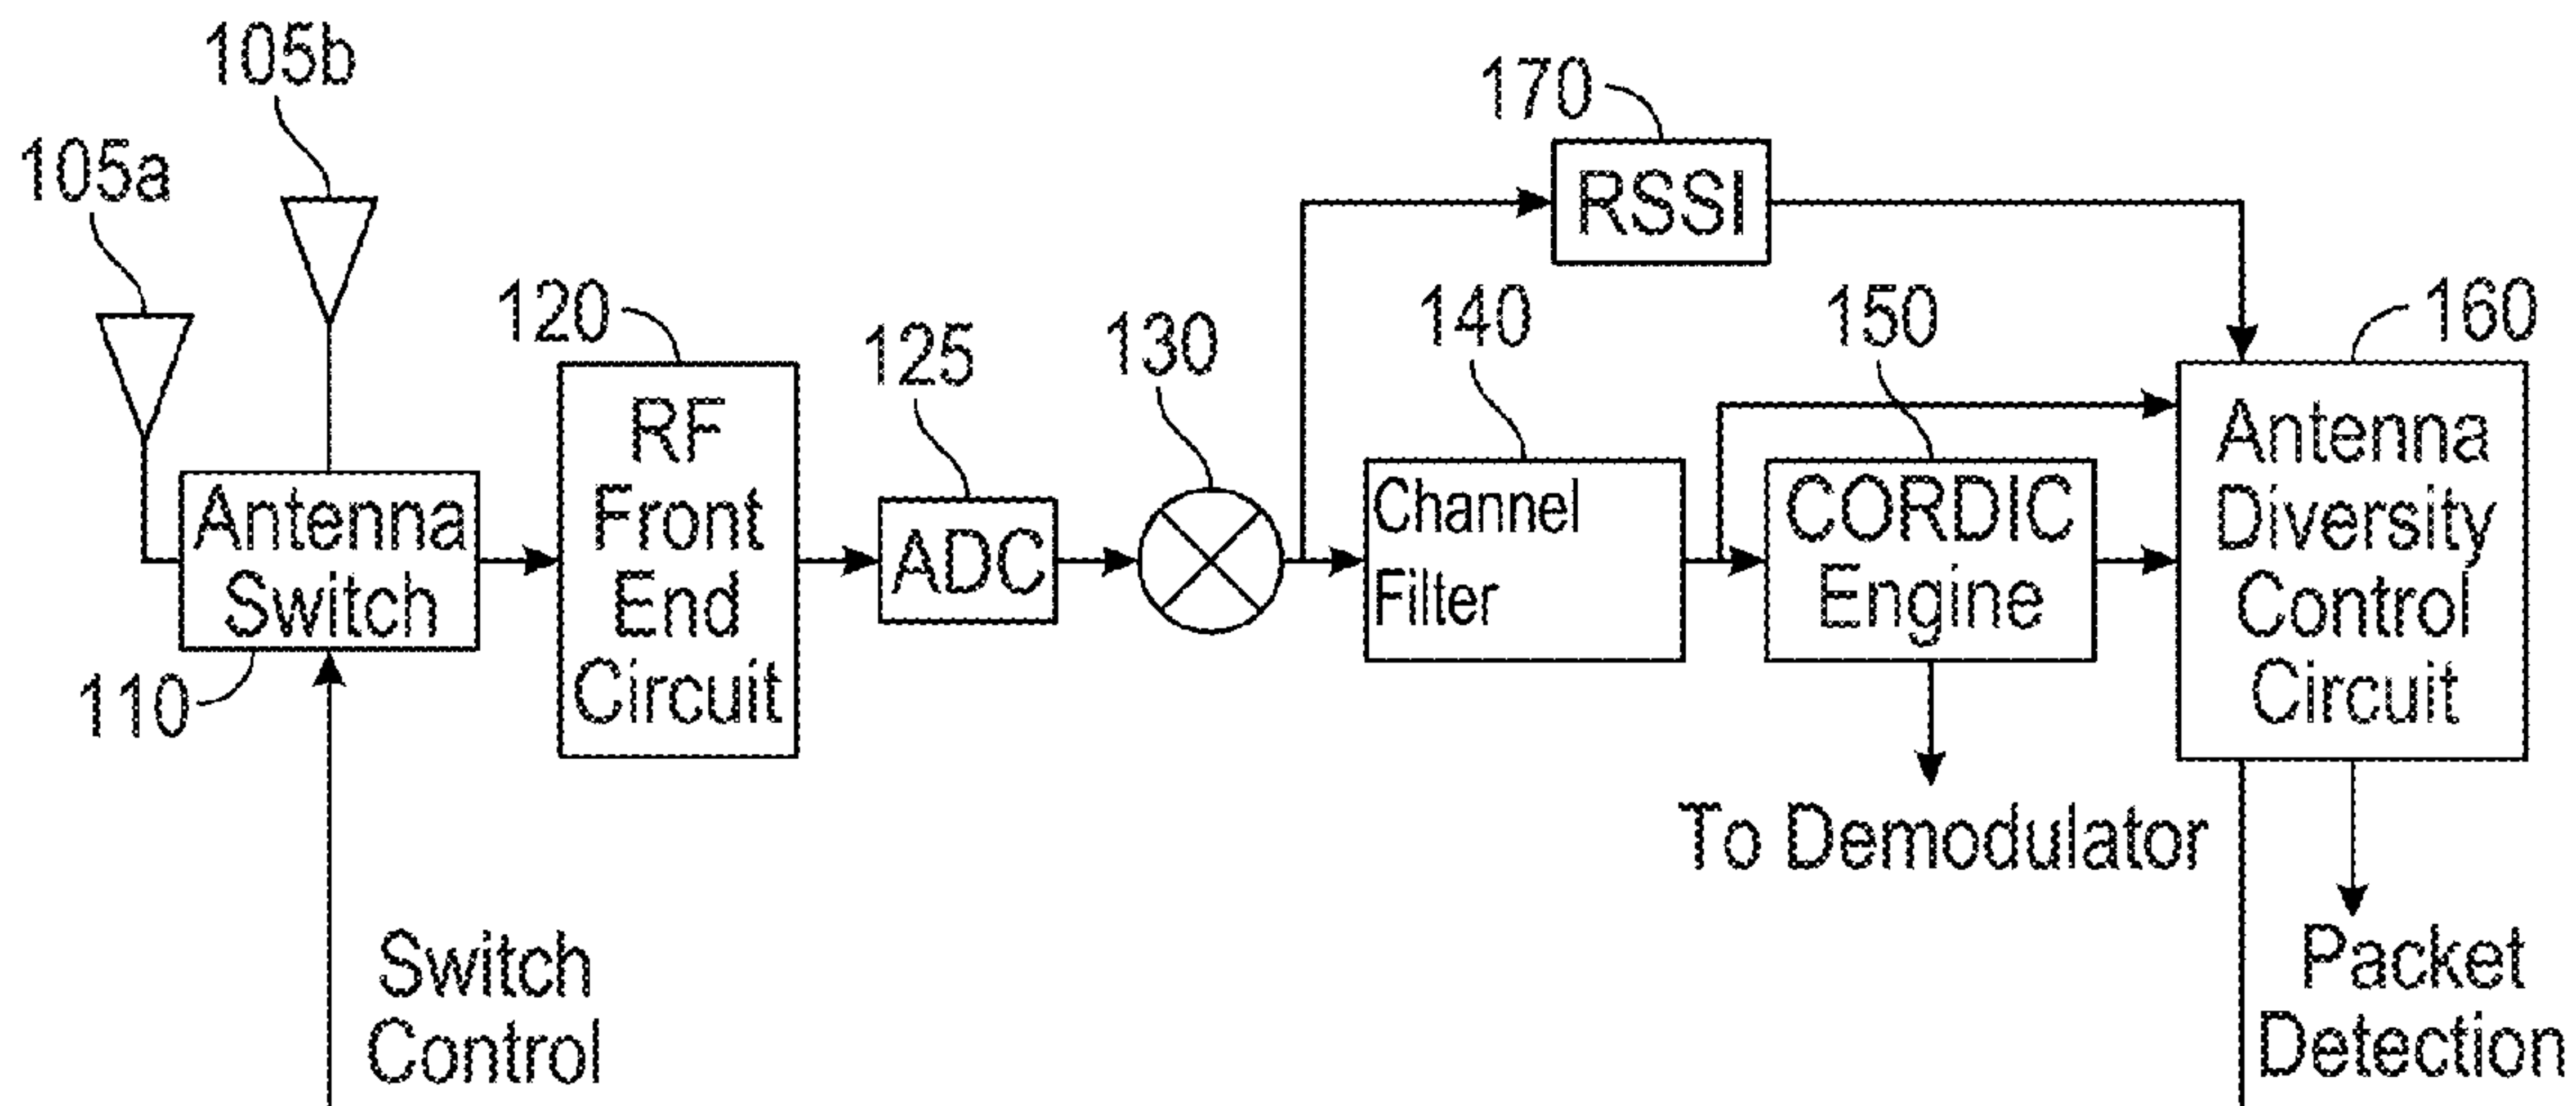 105b
105a
170
RSSI
120
125
130
140
150
160
RF
Front
End
Circuit
Antenna
Switch
110
ADC
Channel
Filter
CORDIC
Engine
Antenna
Diversity
Control
Circuit
To Demodulator
Switch
Control
Packet
Detection